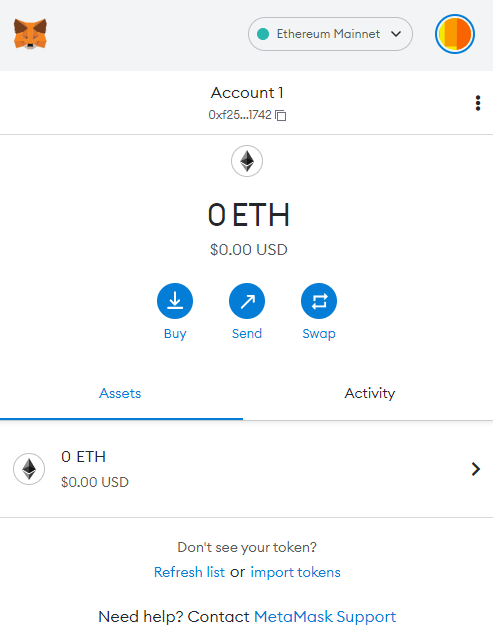 Ethereum Mainnet
Account 1
0xf25...1742
0 ETH
$0.00 USD
Buy Send Swap
Assets Activity
0 ETH
$0.00 USD
Don't see your token?
Refresh list or import tokens
Need help? Contact MetaMask Support